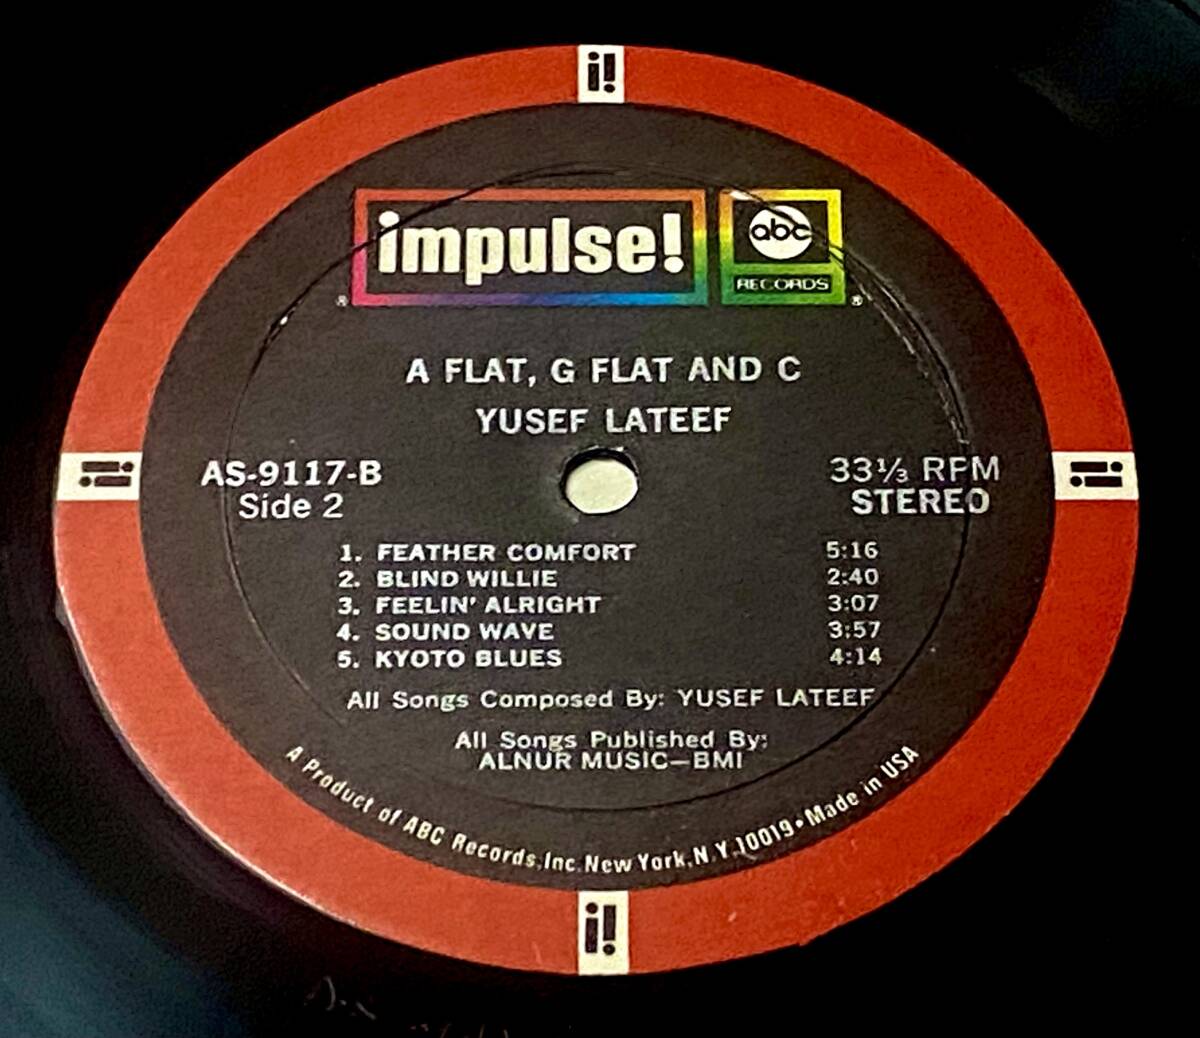 i!
impulse!
abc
RECORDS
® ®
A FLAT, G FLAT AND C
YUSEF LATEEF
i! i!
AS-9117-B 33⅓ RPM
Side 2 STEREO
1. FEATHER COMFORT 5:16
2. BLIND WILLIE 2:40
3. FEELIN' ALRIGHT 3:07
4. SOUND WAVE 3:57
5. KYOTO BLUES 4:14
All Songs Composed By: YUSEF LATEEF
All Songs Published By:
ALNUR MUSIC—BMI
A Product of ABC Records, Inc. New York, N.Y. 10019 • Made in USA
i!